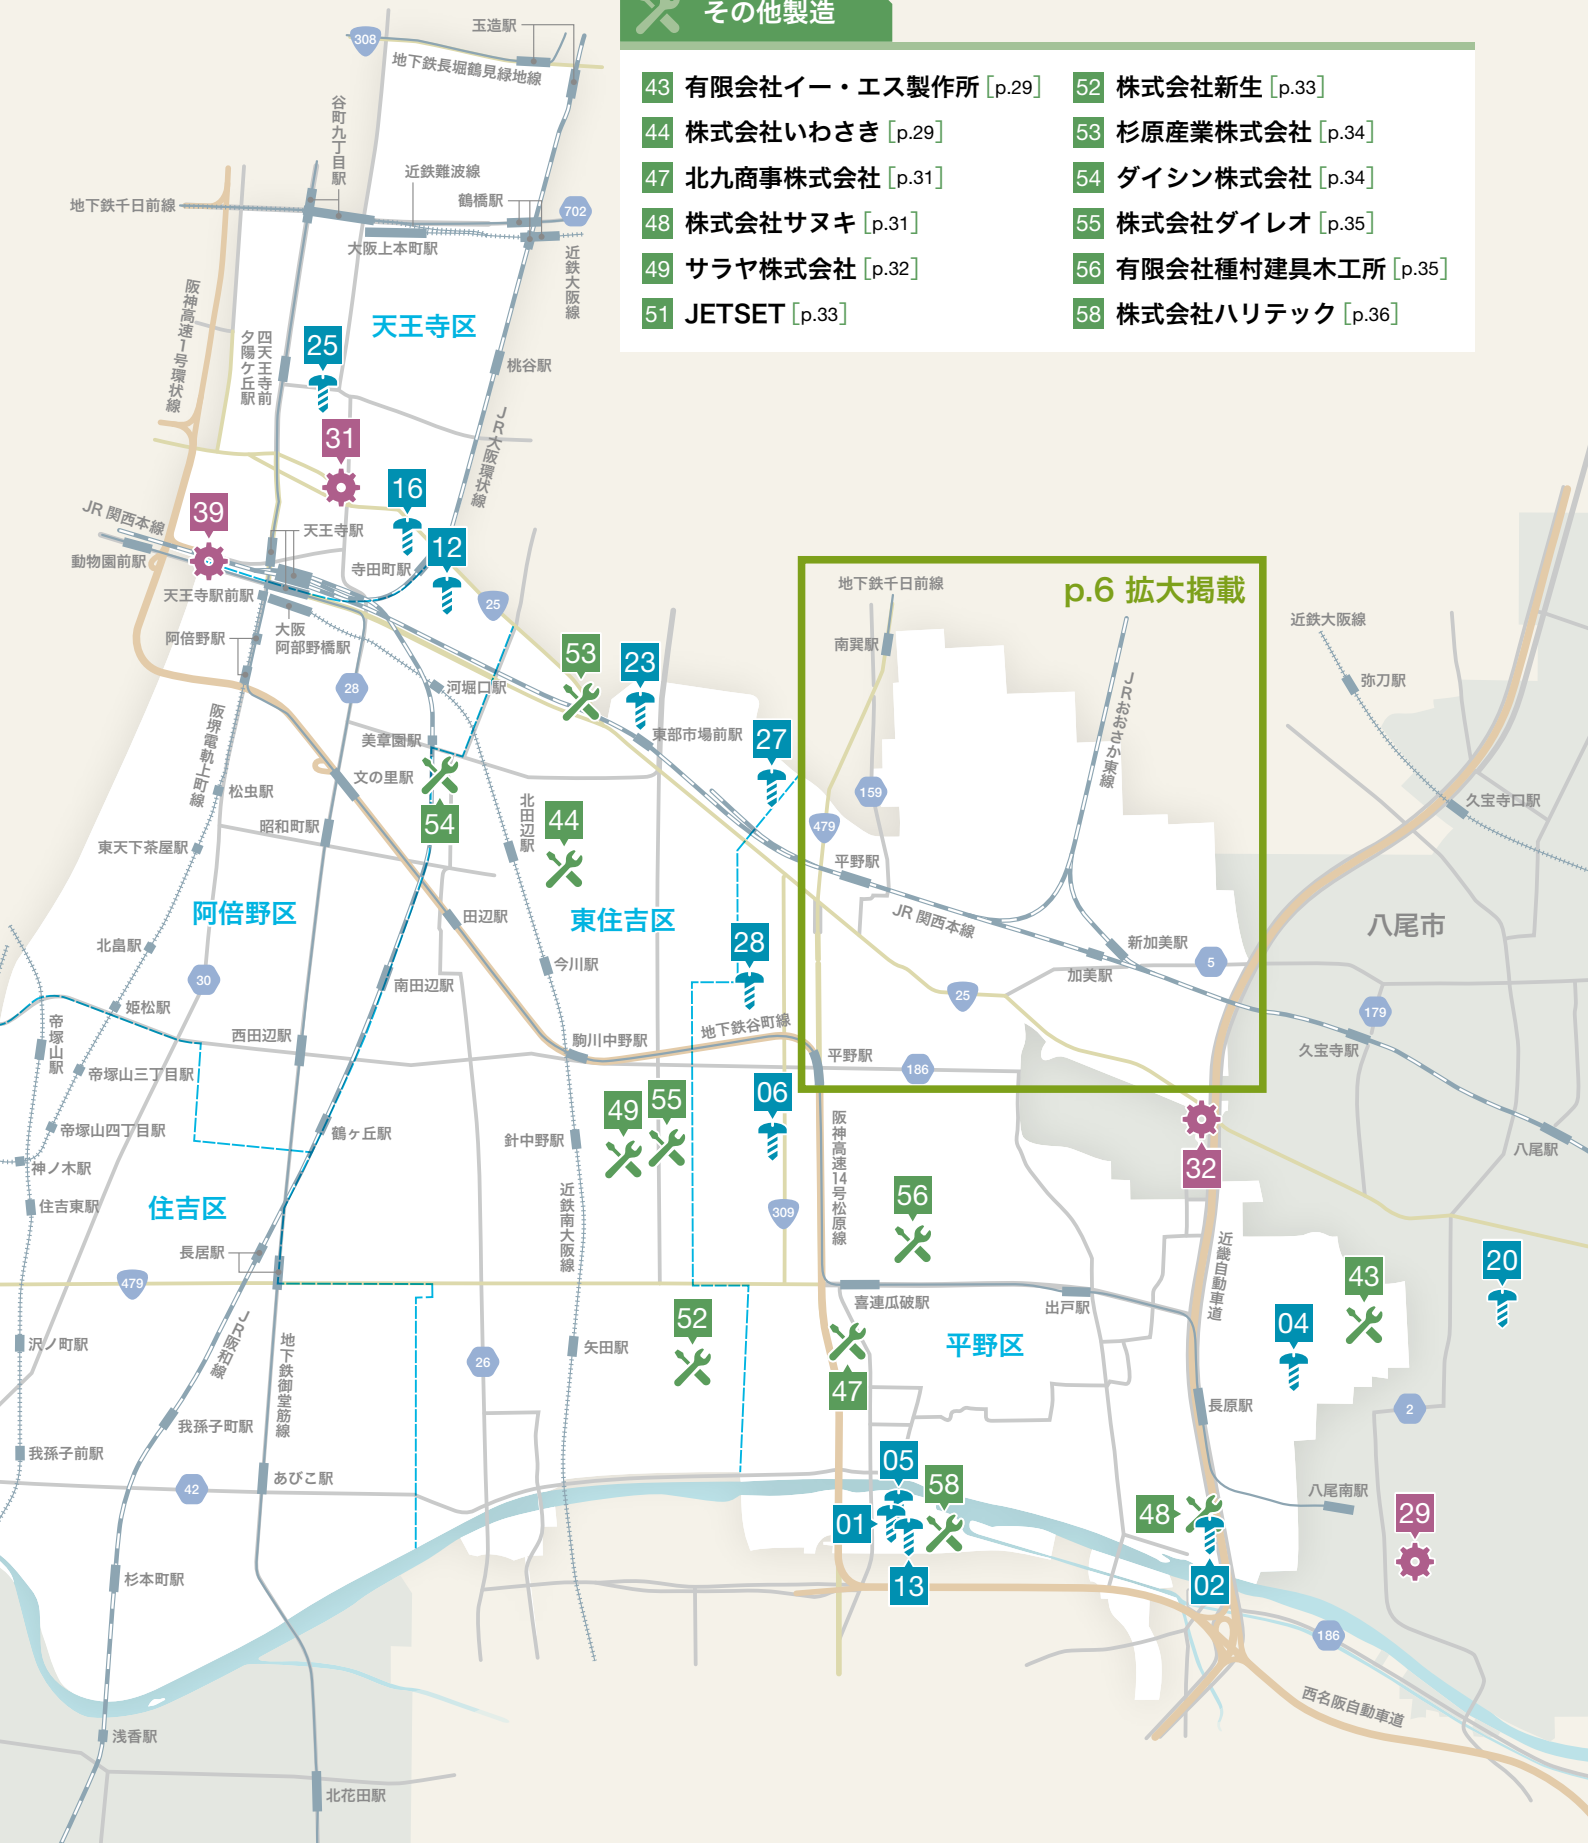 その他製造
43 有限会社イー・エス製作所[p.29]
44 株式会社いわさき[p.29]
47 北九商事株式会社[p.31]
48 株式会社サヌキ[p.31]
49 サラヤ株式会社[p.32]
51 JETSET[p.33]
52 株式会社新生[p.33]
53 杉原産業株式会社[p.34]
54 ダイシン株式会社[p.34]
55 株式会社ダイレオ[p.35]
56 有限会社種村建具木工所[p.35]
58 株式会社ハリテック[p.36]
玉造駅
308
地下鉄長堀鶴見緑地線
谷町九丁目駅
近鉄難波線
地下鉄千日前線
鶴橋駅
702
大阪上本町駅
近鉄大阪線
阪神高速1号環状線
天王寺区
四天王寺前
夕陽ケ丘駅
25
桃谷駅
31
JR大阪環状線
16
39
JR関西本線
天王寺駅
12
動物園前駅
寺田町駅
天王寺駅前駅
25
大阪
阿部野橋駅
阿倍野駅
p.6 拡大掲載
地下鉄千日前線
南巽駅
近鉄大阪線
弥刀駅
53
23
28
河堀口駅
阪堺電軌上町線
美章園駅
東部市場前駅
27
JRおおさか東線
文の里駅
松虫駅
159
久宝寺口駅
54
北田辺駅
44
昭和町駅
479
東天下茶屋駅
平野駅
阿倍野区
田辺駅
東住吉区
JR関西本線
八尾市
北畠駅
28
新加美駅
今川駅
5
加美駅
30
南田辺駅
25
姫松駅
179
帝塚山駅
西田辺駅
駒川中野駅
地下鉄谷町線
平野駅
久宝寺駅
帝塚山三丁目駅
186
49
55
06
帝塚山四丁目駅
鶴ヶ丘駅
針中野駅
阪神高速14号松原線
32
八尾駅
神ノ木駅
56
住吉東駅
住吉区
近鉄南大阪線
309
長居駅
近畿自動車道
20
43
479
喜連瓜破駅
出戸駅
52
04
沢ノ町駅
JR阪和線
地下鉄御堂筋線
26
矢田駅
平野区
47
長原駅
2
我孫子町駅
我孫子前駅
05
あびこ駅
42
58
八尾南駅
01
48
29
杉本町駅
13
02
186
西名阪自動車道
浅香駅
北花田駅